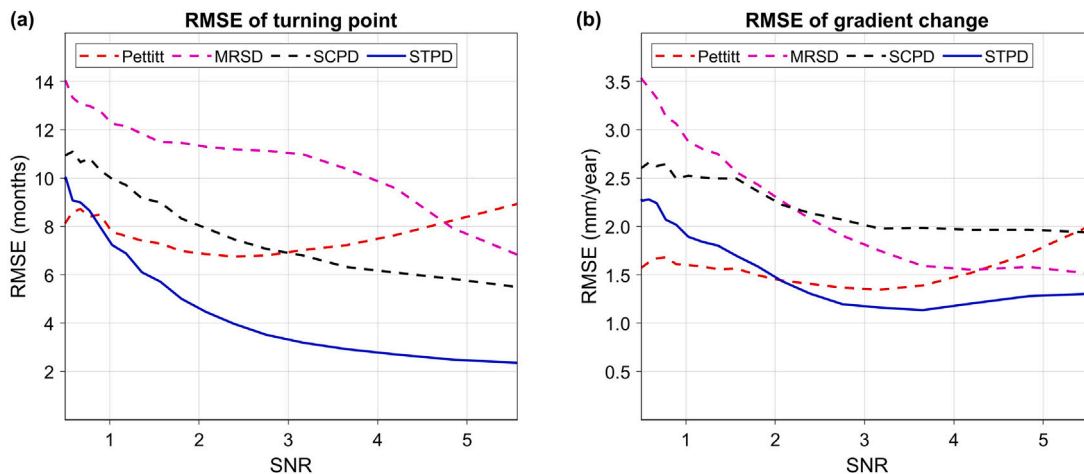 (a) RMSE of turning point
Pettitt MRSD SCPD STPD
RMSE (months)
14
12
10
8
6
4
2
1 2 3 4 5
SNR
(b) RMSE of gradient change
Pettitt MRSD SCPD STPD
RMSE (mm/year)
3.5
3.0
2.5
2.0
1.5
1.0
0.5
1 2 3 4 5
SNR